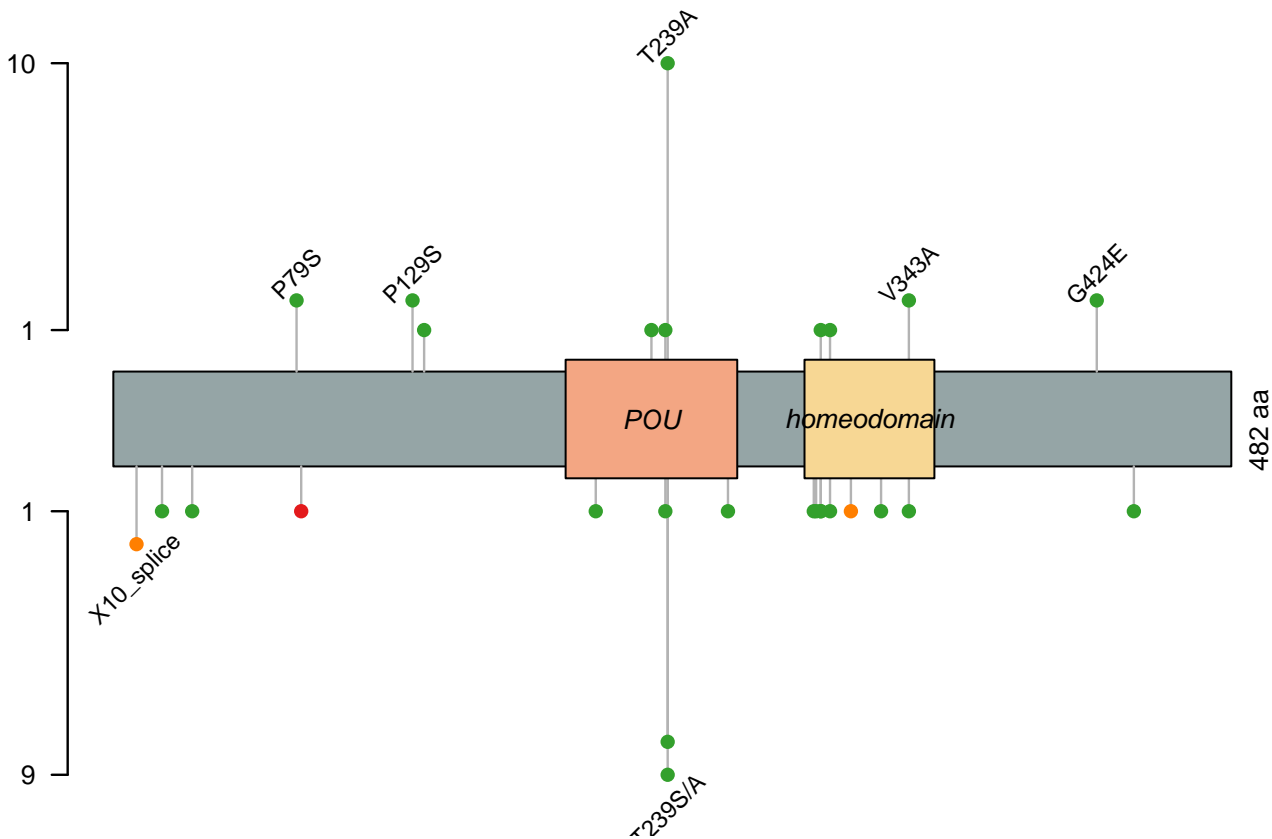 T239A
10
P79S
P129S
V343A
G424E
1
POU
homeodomain
482 aa
1
X10_splice
9
T239S/A